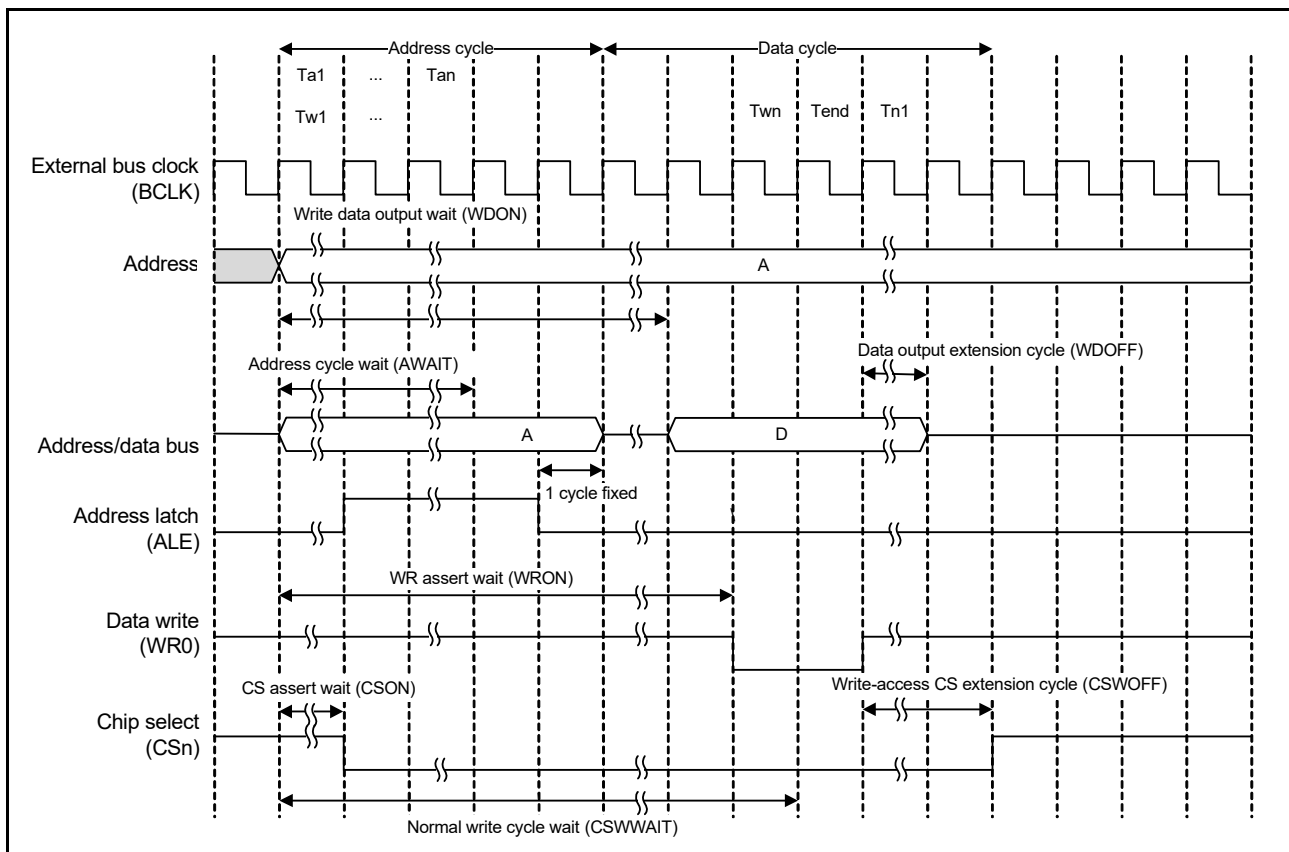 Address cycle
Data cycle
Ta1 ... Tan
Tw1 ...
Twn Tend Tn1
External bus clock
(BCLK)
Write data output wait (WDON)
Address
A
Data output extension cycle (WDOFF)
Address cycle wait (AWAIT)
Address/data bus
A
D
1 cycle fixed
Address latch
(ALE)
WR assert wait (WRON)
Data write
(WR0)
CS assert wait (CSON)
Write-access CS extension cycle (CSWOFF)
Chip select
(CSn)
Normal write cycle wait (CSWWAIT)